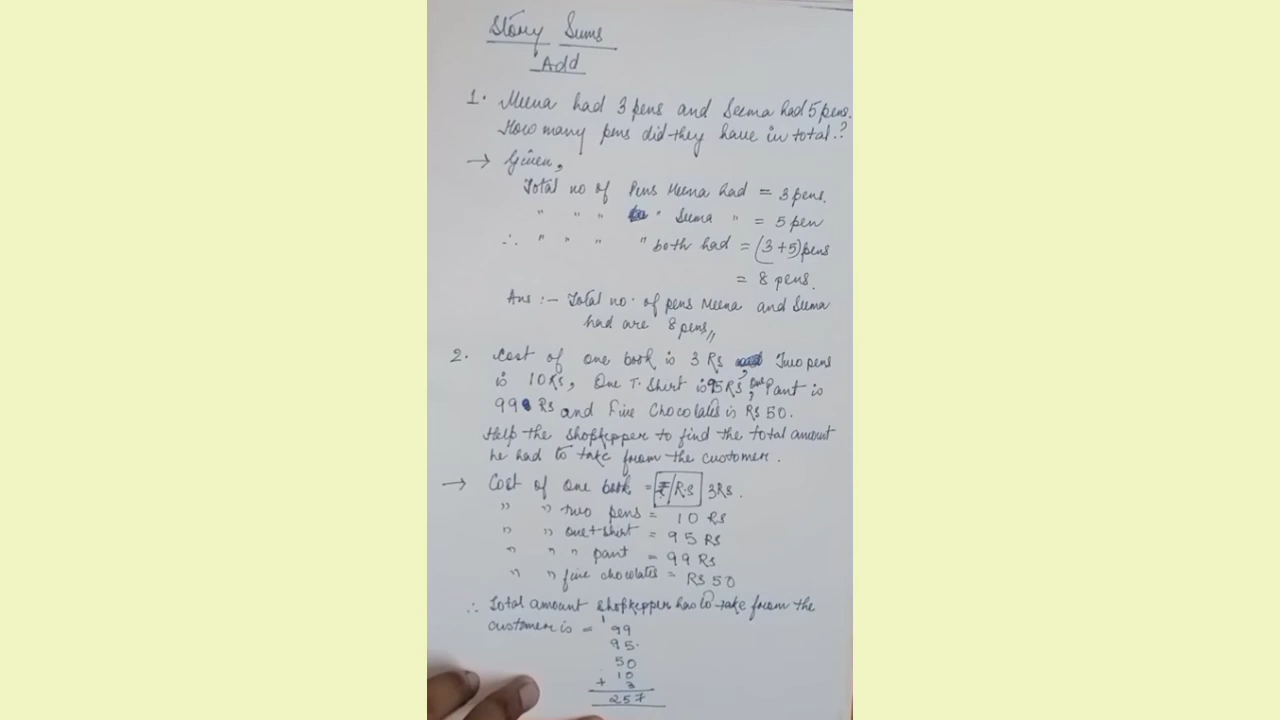 Story Sums
Add
1. Meena had 3 pens and Seema had 5 pens.
How many pens did they have in total.?
→ Given,
Total no of Pens Meena had = 3 pens.
" " " " Seema " = 5 pen
∴ " " " " both had = (3+5) pens
= 8 pens.
Ans :- Total no. of pens Meena and Seema
had are 8 pens,,
2. Cost of one book is 3 Rs, Two pens
is 10 Rs, One T. Shirt is 95 Rs, one Pant is
99 Rs and Five Chocolates is Rs 50.
Help the shopkepper to find the total amount
he had to take from the customer.
→ Cost of One book = ₹/Rs 3Rs.
" " two pens = 10 Rs
" " one t shirt = 95 Rs
" " " pant = 99 Rs
" " five chocolates = Rs 50
∴ Total amount shopkepper has to take from the
customer is = 1 99
95.
50
10
+ 3
257